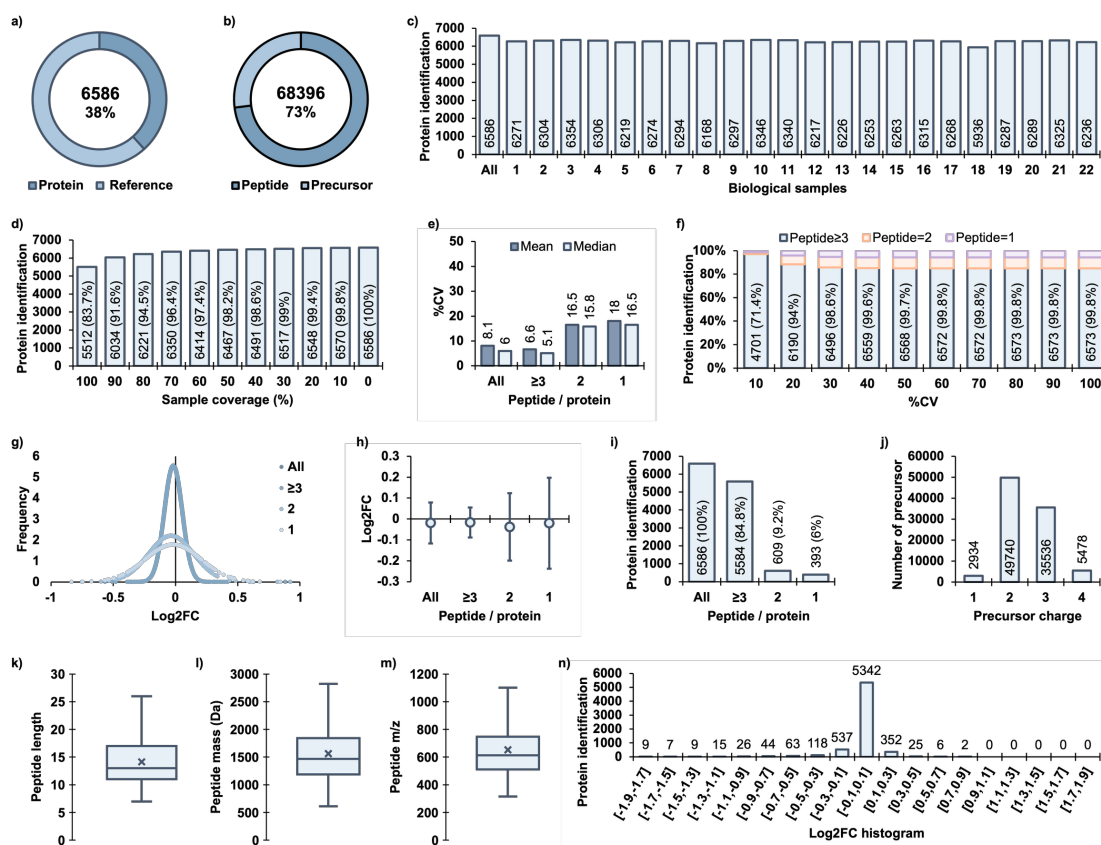 a)
6586
38%
Protein Reference
b)
68396
73%
Peptide Precursor
c)
Protein identification
7000
6000
5000
4000
3000
2000
1000
0
6586 6271 6304 6354 6306 6219 6274 6294 6168 6297 6346 6340 6217 6226 6253 6263 6315 6268 5936 6287 6289 6325 6236
All 1 2 3 4 5 6 7 8 9 10 11 12 13 14 15 16 17 18 19 20 21 22
Biological samples
d)
Protein identification
7000
6000
5000
4000
3000
2000
1000
0
5512 (83.7%)
6034 (91.6%)
6221 (94.5%)
6350 (96.4%)
6414 (97.4%)
6467 (98.2%)
6491 (98.6%)
6517 (99%)
6548 (99.4%)
6570 (99.8%)
6586 (100%)
100 90 80 70 60 50 40 30 20 10 0
Sample coverage (%)
e)
Mean Median
%CV
50
40
30
20
10
0
8.1 6 6.6 5.1 16.5 15.8 18 16.5
All ≥3 2 1
Peptide / protein
f)
Peptide≥3 Peptide=2 Peptide=1
Protein identification
100%
80%
60%
40%
20%
0%
4701 (71.4%)
6190 (94%)
6496 (98.6%)
6559 (99.6%)
6568 (99.7%)
6572 (99.8%)
6572 (99.8%)
6573 (99.8%)
6573 (99.8%)
6573 (99.8%)
10 20 30 40 50 60 70 80 90 100
%CV
g)
Frequency
6
5
4
3
2
1
0
-1 -0.5 0 0.5 1
Log2FC
All
≥3
2
1
h)
Log2FC
0.3
0.2
0.1
0
-0.1
-0.2
-0.3
All ≥3 2 1
Peptide / protein
i)
Protein identification
7000
6000
5000
4000
3000
2000
1000
0
6586 (100%)
5584 (84.8%)
609 (9.2%)
393 (6%)
All ≥3 2 1
Peptide / protein
j)
Number of precursor
60000
50000
40000
30000
20000
10000
0
2934
49740
35536
5478
1 2 3 4
Precursor charge
k)
Peptide length
30
25
20
15
10
5
0
l)
Peptide mass (Da)
3000
2500
2000
1500
1000
500
0
m)
Peptide m/z
1200
1000
800
600
400
200
0
n)
Protein identification
6000
5000
4000
3000
2000
1000
0
9 7 9 15 26 44 63 118 537 5342 352 25 6 2 0 0 0 0 0
[-1.9,-1.7]
[-1.7,-1.5]
[-1.5,-1.3]
[-1.3,-1.1]
[-1.1,-0.9]
[-0.9,-0.7]
[-0.7,-0.5]
[-0.5,-0.3]
[-0.3,-0.1]
[-0.1,0.1]
[0.1,0.3]
[0.3,0.5]
[0.5,0.7]
[0.7,0.9]
[0.9,1.1]
[1.1,1.3]
[1.3,1.5]
[1.5,1.7]
[1.7,1.9]
Log2FC histogram